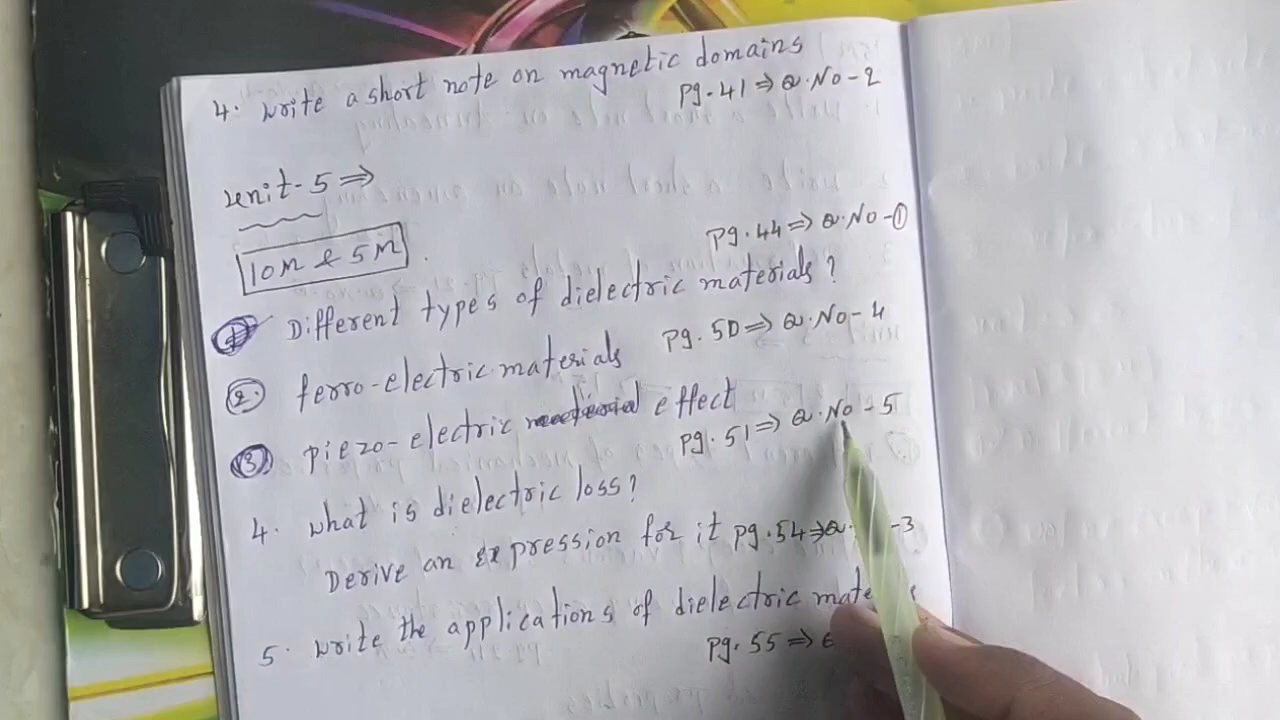 4. write a short note on magnetic domains
pg.41 ⇒ Q.NO-2
unit-5 ⇒
10M & 5M
pg.44 ⇒ Q.NO-①
① Different types of dielectric materials?
pg.50 ⇒ Q.NO-4
② ferro-electric materials
③ piezo-electric effect
pg.51 ⇒ Q.NO-5
4. what is dielectric loss?
Derive an expression for it pg.54 ⇒ Q. -3
5. write the applications of dielectric
pg.55 ⇒